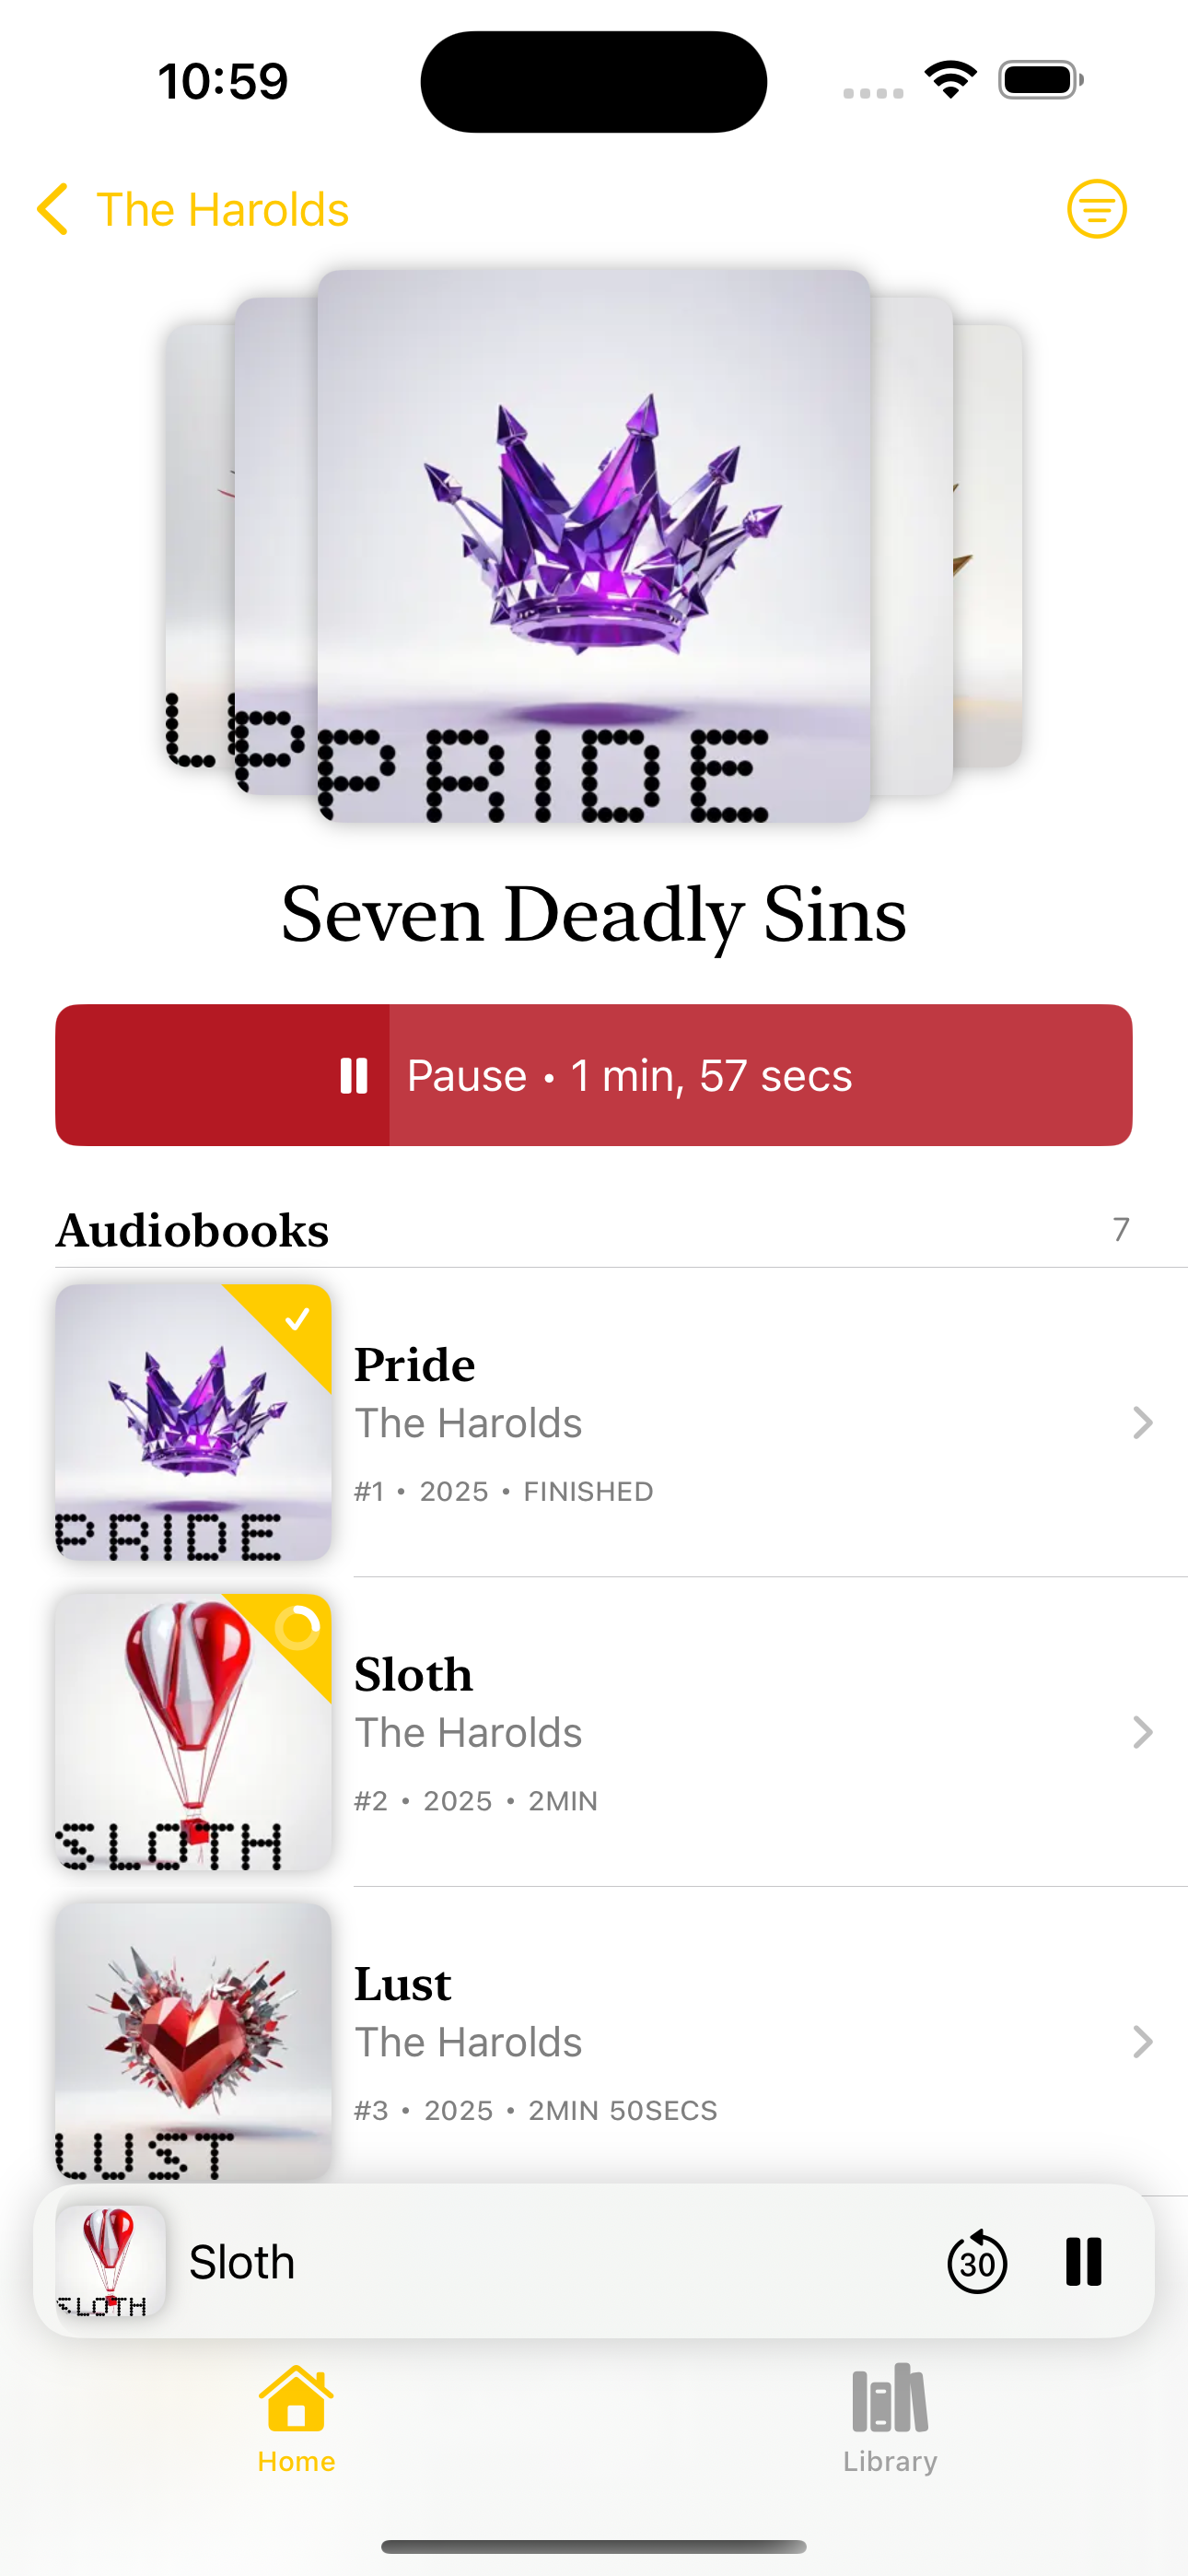 10:59
The Harolds
L P PRIDE
Seven Deadly Sins
Pause • 1 min, 57 secs
Audiobooks 7
PRIDE
Pride
The Harolds
#1 • 2025 • FINISHED
SLOTH
Sloth
The Harolds
#2 • 2025 • 2MIN
LUST
Lust
The Harolds
#3 • 2025 • 2MIN 50SECS
SLOTH
Sloth
30
Home
Library